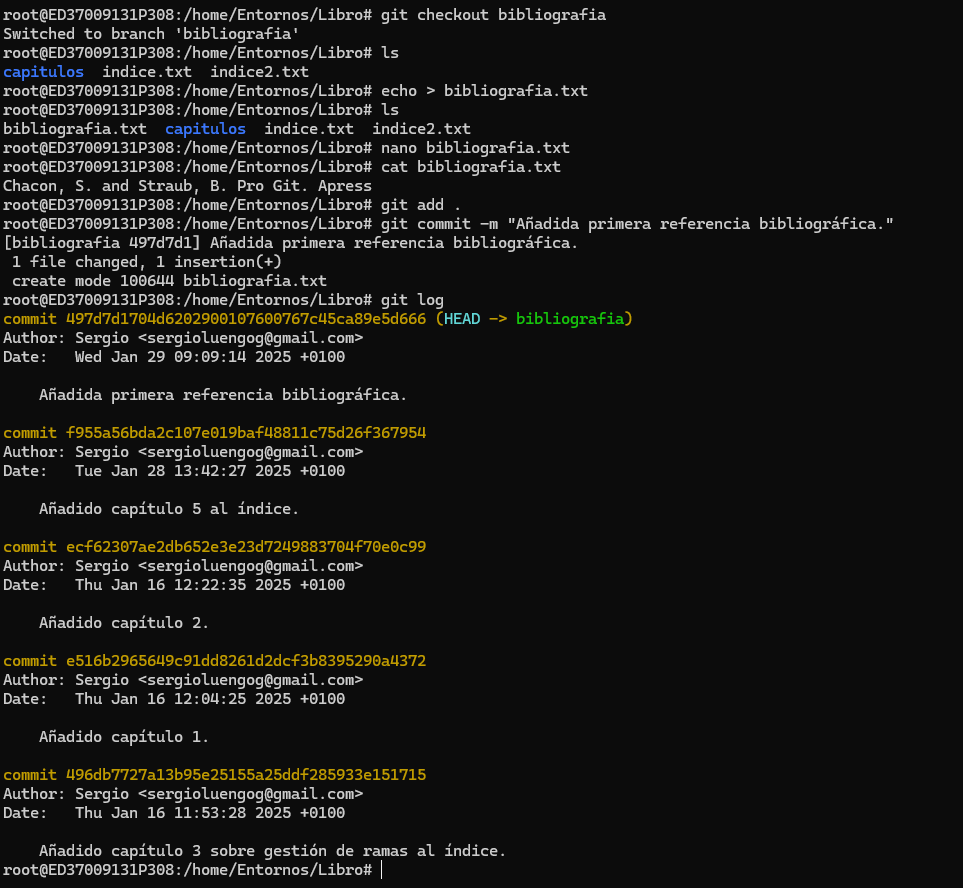 root@ED37009131P308:/home/Entornos/Libro# git checkout bibliografia
Switched to branch 'bibliografia'
root@ED37009131P308:/home/Entornos/Libro# ls
capitulos  indice.txt  indice2.txt
root@ED37009131P308:/home/Entornos/Libro# echo > bibliografia.txt
root@ED37009131P308:/home/Entornos/Libro# ls
bibliografia.txt  capitulos  indice.txt  indice2.txt
root@ED37009131P308:/home/Entornos/Libro# nano bibliografia.txt
root@ED37009131P308:/home/Entornos/Libro# cat bibliografia.txt
Chacon, S. and Straub, B. Pro Git. Apress
root@ED37009131P308:/home/Entornos/Libro# git add .
root@ED37009131P308:/home/Entornos/Libro# git commit -m "Añadida primera referencia bibliográfica."
[bibliografia 497d7d1] Añadida primera referencia bibliográfica.
 1 file changed, 1 insertion(+)
 create mode 100644 bibliografia.txt
root@ED37009131P308:/home/Entornos/Libro# git log
commit 497d7d1704d6202900107600767c45ca89e5d666 (HEAD -> bibliografia)
Author: Sergio <sergioluengog@gmail.com>
Date:   Wed Jan 29 09:09:14 2025 +0100

    Añadida primera referencia bibliográfica.

commit f955a56bda2c107e019baf48811c75d26f367954
Author: Sergio <sergioluengog@gmail.com>
Date:   Tue Jan 28 13:42:27 2025 +0100

    Añadido capítulo 5 al índice.

commit ecf62307ae2db652e3e23d7249883704f70e0c99
Author: Sergio <sergioluengog@gmail.com>
Date:   Thu Jan 16 12:22:35 2025 +0100

    Añadido capítulo 2.

commit e516b2965649c91dd8261d2dcf3b8395290a4372
Author: Sergio <sergioluengog@gmail.com>
Date:   Thu Jan 16 12:04:25 2025 +0100

    Añadido capítulo 1.

commit 496db7727a13b95e25155a25ddf285933e151715
Author: Sergio <sergioluengog@gmail.com>
Date:   Thu Jan 16 11:53:28 2025 +0100

    Añadido capítulo 3 sobre gestión de ramas al índice.
root@ED37009131P308:/home/Entornos/Libro#